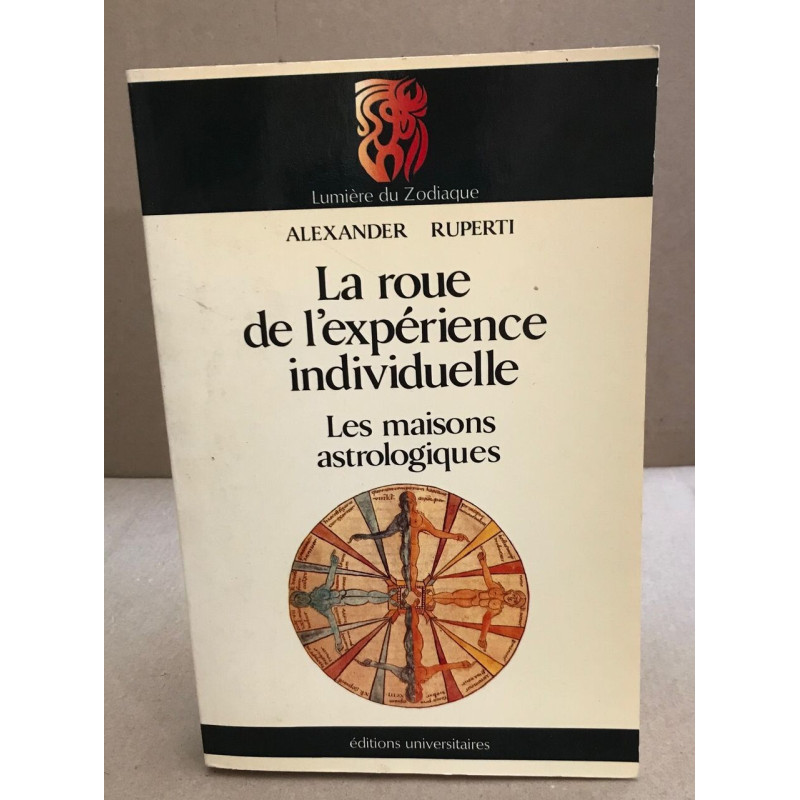 Lumière du Zodiaque
ALEXANDER RUPERTI
La roue
de l'expérience
individuelle
Les maisons
astrologiques
éditions universitaires